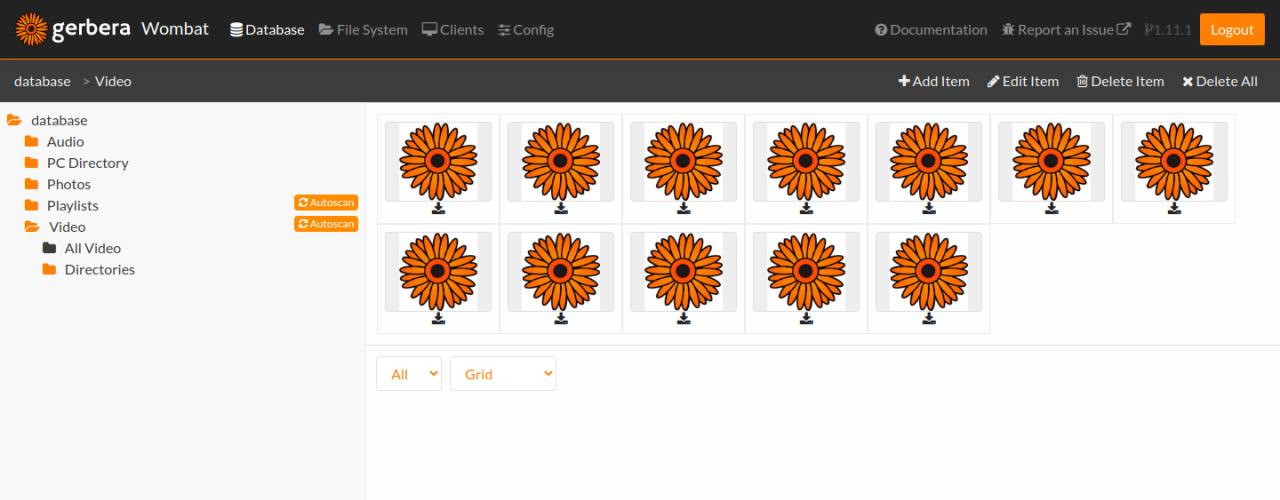 gerbera Wombat Database File System Clients Config Documentation Report an Issue 1.11.1 Logout
database > Video Add Item Edit Item Delete Item Delete All
database
Audio
PC Directory
Photos
Playlists Autoscan
Video Autoscan
All Video
Directories
All Grid